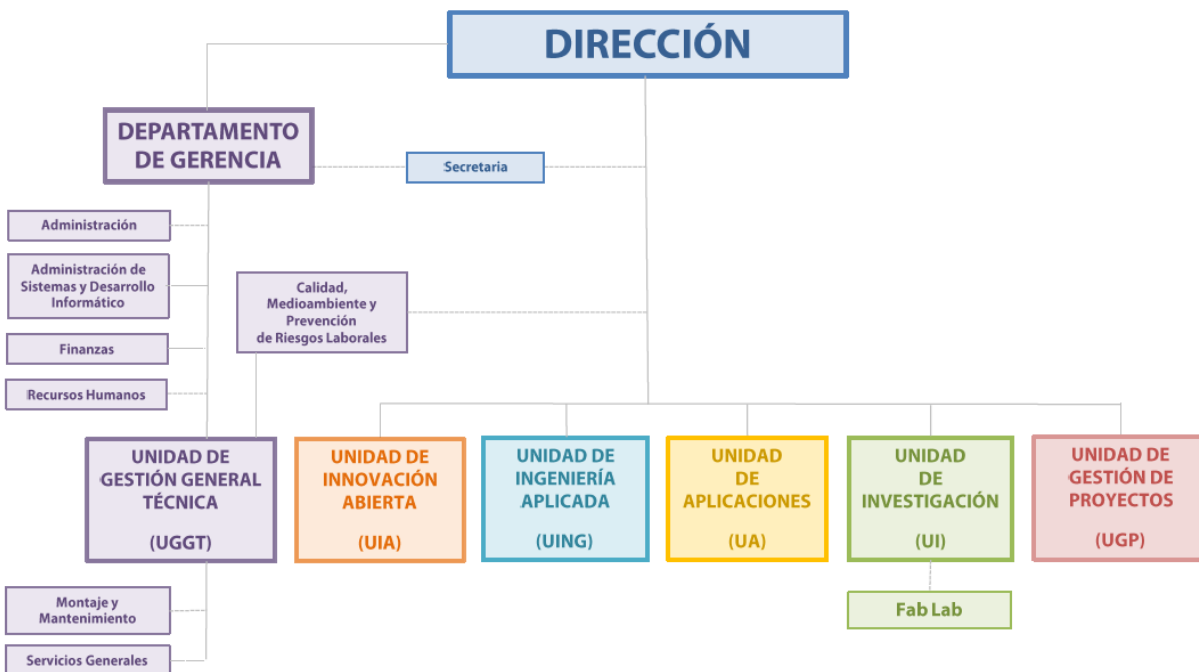 DIRECCIÓN
DEPARTAMENTO
DE GERENCIA
Secretaria
Administración
Administración de
Sistemas y Desarrollo
Informático
Calidad,
Medioambiente y
Prevención
de Riesgos Laborales
Finanzas
Recursos Humanos
UNIDAD DE
GESTIÓN GENERAL
TÉCNICA
(UGGT)
UNIDAD DE
INNOVACIÓN
ABIERTA
(UIA)
UNIDAD DE
INGENIERÍA
APLICADA
(UING)
UNIDAD
DE
APLICACIONES
(UA)
UNIDAD
DE
INVESTIGACIÓN
(UI)
UNIDAD DE
GESTIÓN DE
PROYECTOS
(UGP)
Montaje y
Mantenimiento
Fab Lab
Servicios Generales